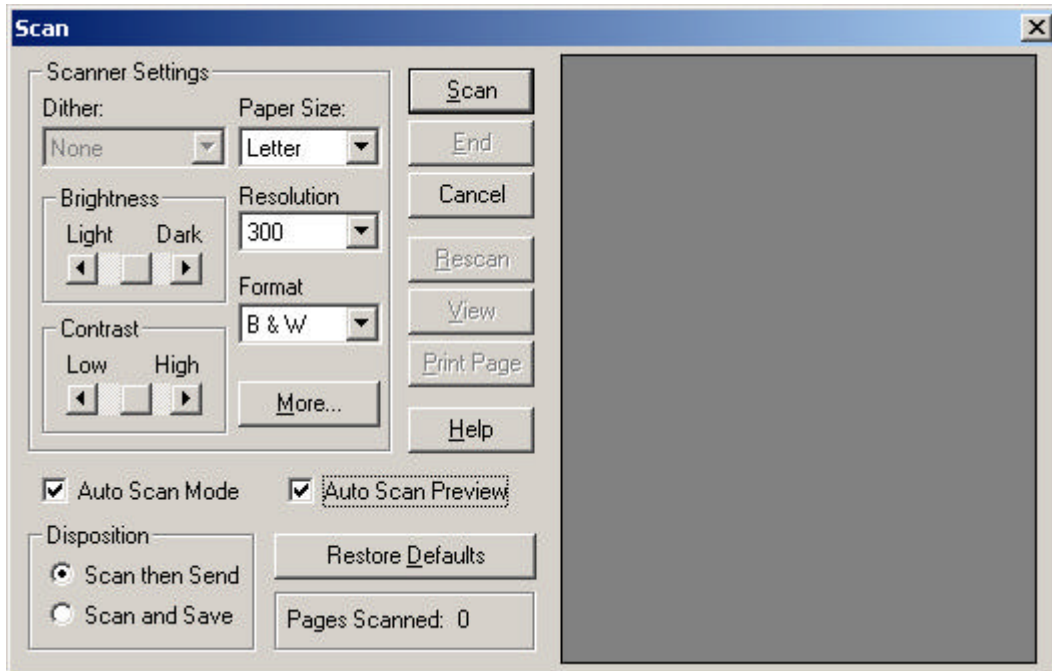 Scan
Scanner Settings
Dither:
None
Paper Size:
Letter
Brightness
Light Dark
Resolution
300
Format
B & W
Contrast
Low High
More...
Scan
End
Cancel
Rescan
View
Print Page
Help
Auto Scan Mode
Auto Scan Preview
Disposition
Scan then Send
Scan and Save
Restore Defaults
Pages Scanned: 0